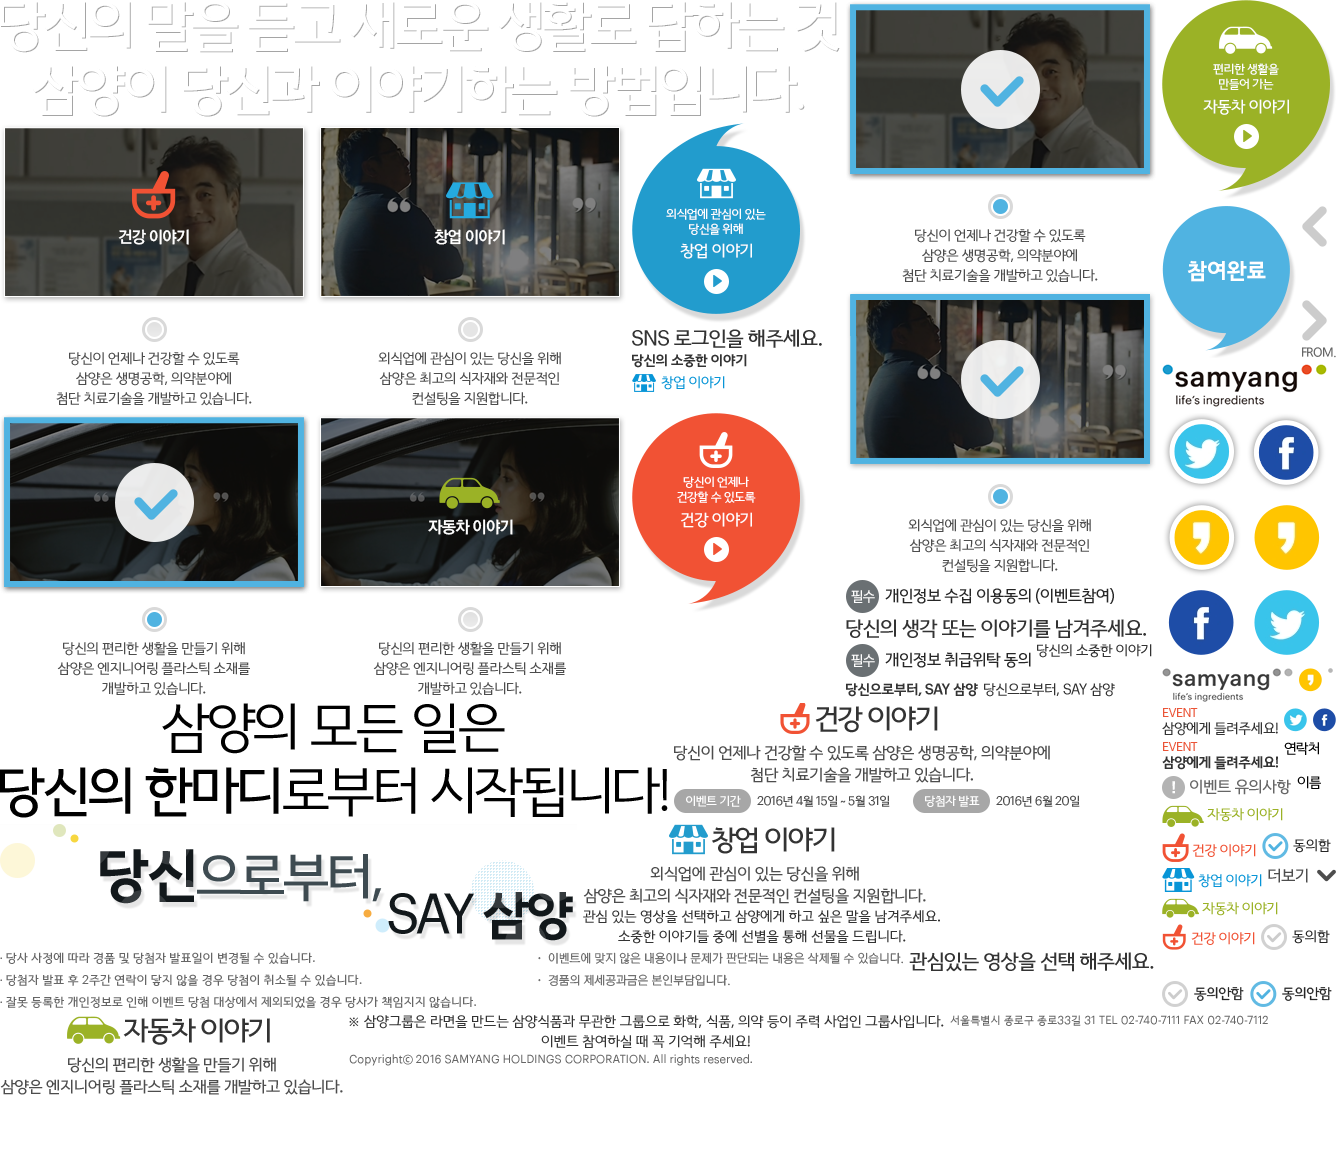 당신의 말을 듣고 새로운 생활로 답하는 것
삼양이 당신과 이야기하는 방법입니다.
건강 이야기
창업 이야기
당신이 언제나 건강할 수 있도록
삼양은 생명공학, 의약분야에
첨단 치료기술을 개발하고 있습니다.
외식업에 관심이 있는 당신을 위해
삼양은 최고의 식자재와 전문적인
컨설팅을 지원합니다.
외식업에 관심이 있는
당신을 위해
창업 이야기
SNS 로그인을 해주세요.
당신의 소중한 이야기
창업 이야기
당신이 언제나 건강할 수 있도록
삼양은 생명공학, 의약분야에
첨단 치료기술을 개발하고 있습니다.
편리한 생활을
만들어 가는
자동차 이야기
참여완료
FROM.
samyang
life's ingredients
자동차 이야기
당신의 편리한 생활을 만들기 위해
삼양은 엔지니어링 플라스틱 소재를
개발하고 있습니다.
당신의 편리한 생활을 만들기 위해
삼양은 엔지니어링 플라스틱 소재를
개발하고 있습니다.
당신이 언제나
건강할 수 있도록
건강 이야기
외식업에 관심이 있는 당신을 위해
삼양은 최고의 식자재와 전문적인
컨설팅을 지원합니다.
필수 개인정보 수집 이용동의 (이벤트참여)
당신의 생각 또는 이야기를 남겨주세요.
필수 개인정보 취급위탁 동의
당신의 소중한 이야기
당신으로부터, SAY 삼양
당신으로부터, SAY 삼양
samyang
life's ingredients
EVENT
삼양에게 들려주세요!
EVENT
삼양에게 들려주세요!
연락처
이벤트 유의사항
이름
자동차 이야기
건강 이야기
동의함
창업 이야기
더보기
자동차 이야기
건강 이야기
동의함
동의안함
동의안함
삼양의 모든 일은
당신의 한마디로부터 시작됩니다!
건강 이야기
당신이 언제나 건강할 수 있도록 삼양은 생명공학, 의약분야에
첨단 치료기술을 개발하고 있습니다.
이벤트 기간 2016년 4월 15일 ~ 5월 31일 당첨자 발표 2016년 6월 20일
창업 이야기
외식업에 관심이 있는 당신을 위해
삼양은 최고의 식자재와 전문적인 컨설팅을 지원합니다.
당신으로부터,
SAY 삼양
관심 있는 영상을 선택하고 삼양에게 하고 싶은 말을 남겨주세요.
소중한 이야기들 중에 선별을 통해 선물을 드립니다.
· 당사 사정에 따라 경품 및 당첨자 발표일이 변경될 수 있습니다.
· 당첨자 발표 후 2주간 연락이 닿지 않을 경우 당첨이 취소될 수 있습니다.
· 잘못 등록한 개인정보로 인해 이벤트 당첨 대상에서 제외되었을 경우 당사가 책임지지 않습니다.
· 이벤트에 맞지 않은 내용이나 문제가 판단되는 내용은 삭제될 수 있습니다.
· 경품의 제세공과금은 본인부담입니다.
관심있는 영상을 선택 해주세요.
자동차 이야기
당신의 편리한 생활을 만들기 위해
삼양은 엔지니어링 플라스틱 소재를 개발하고 있습니다.
※ 삼양그룹은 라면을 만드는 삼양식품과 무관한 그룹으로 화학, 식품, 의약 등이 주력 사업인 그룹사입니다.
이벤트 참여하실 때 꼭 기억해 주세요!
서울특별시 종로구 종로33길 31 TEL 02-740-7111 FAX 02-740-7112
Copyright© 2016 SAMYANG HOLDINGS CORPORATION. All rights reserved.